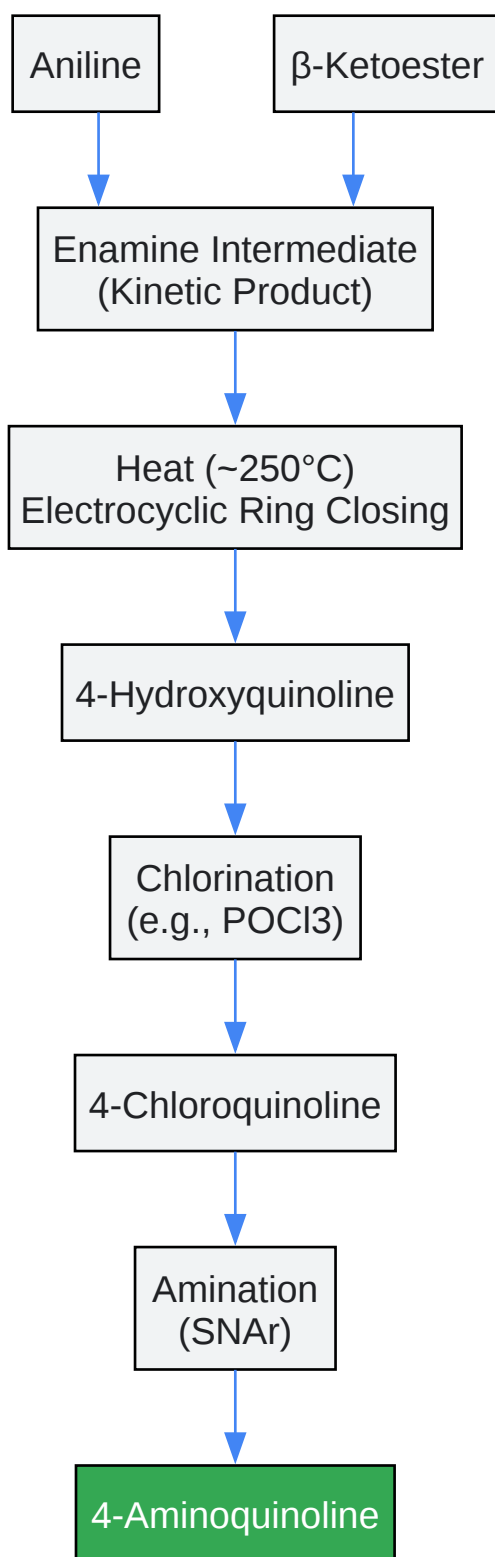 Aniline
β-Ketoester
Enamine Intermediate
(Kinetic Product)
Heat (~250°C)
Electrocyclic Ring Closing
4-Hydroxyquinoline
Chlorination
(e.g., POCl3)
4-Chloroquinoline
Amination
(SNAr)
4-Aminoquinoline